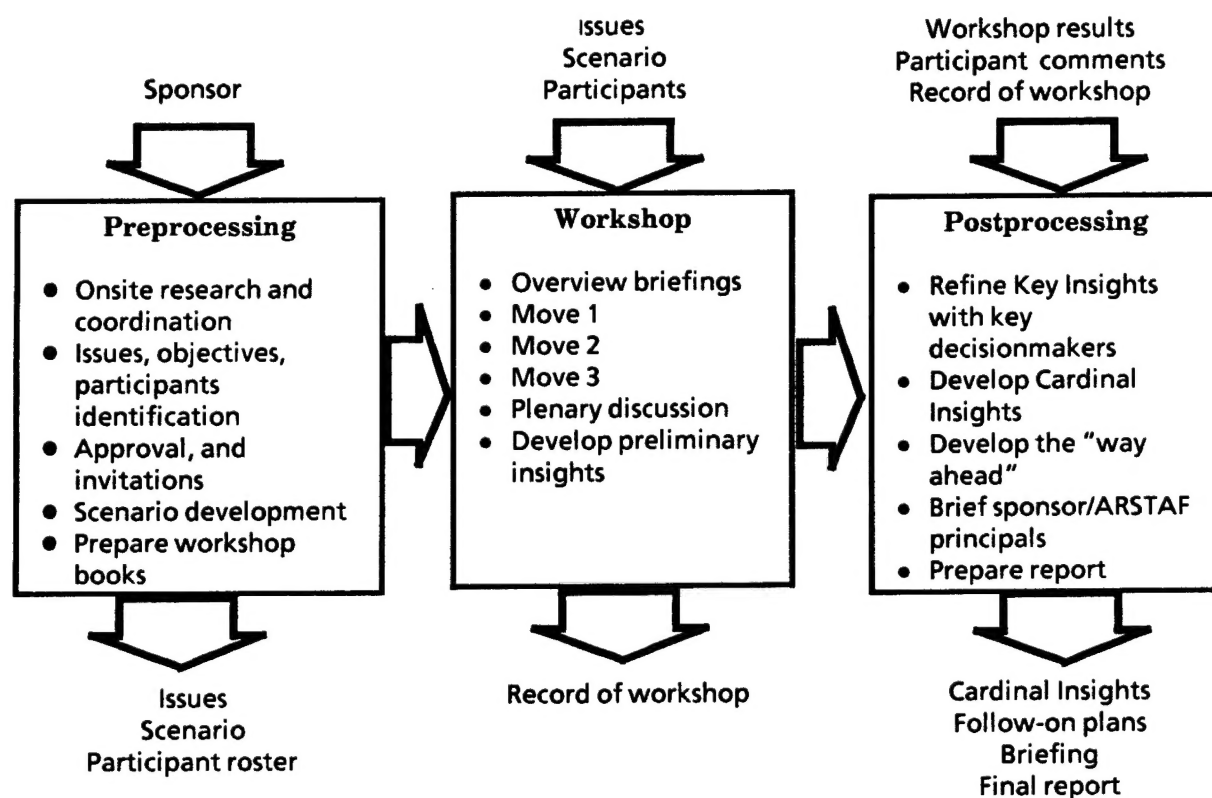 Sponsor
Preprocessing
● Onsite research and
coordination
● Issues, objectives,
participants
identification
● Approval, and
invitations
● Scenario development
● Prepare workshop
books
Issues
Scenario
Participant roster
Issues
Scenario
Participants
Workshop
● Overview briefings
● Move 1
● Move 2
● Move 3
● Plenary discussion
● Develop preliminary
insights
Record of workshop
Workshop results
Participant comments
Record of workshop
Postprocessing
● Refine Key Insights
with key
decisionmakers
● Develop Cardinal
Insights
● Develop the "way
ahead"
● Brief sponsor/ARSTAF
principals
● Prepare report
Cardinal Insights
Follow-on plans
Briefing
Final report